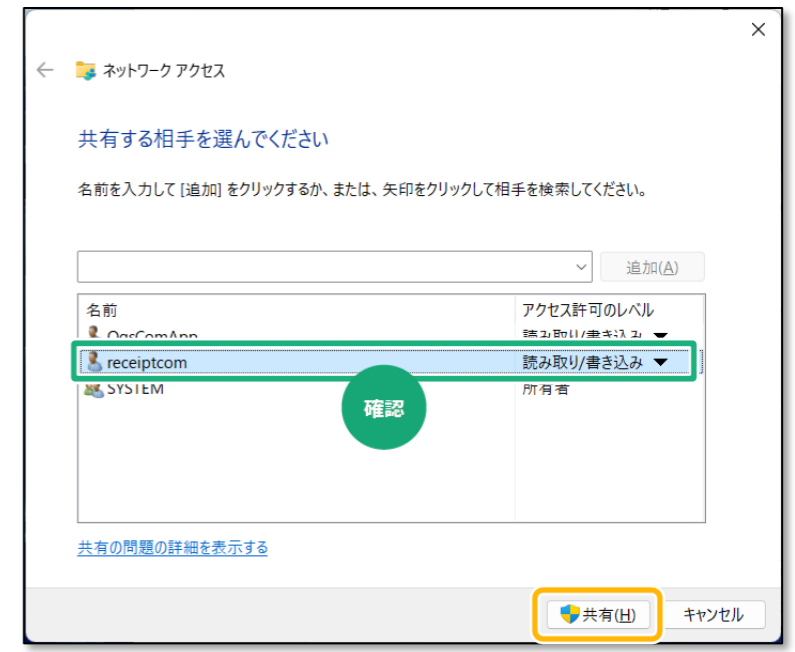 ネットワーク アクセス
共有する相手を選んでください
名前を入力して [追加] をクリックするか、または、矢印をクリックして相手を検索してください。
追加(A)
名前 アクセス許可のレベル
OqsComApp 読み取り/書き込み
receiptcom 読み取り/書き込み
SYSTEM 所有者
確認
共有の問題の詳細を表示する
共有(H) キャンセル